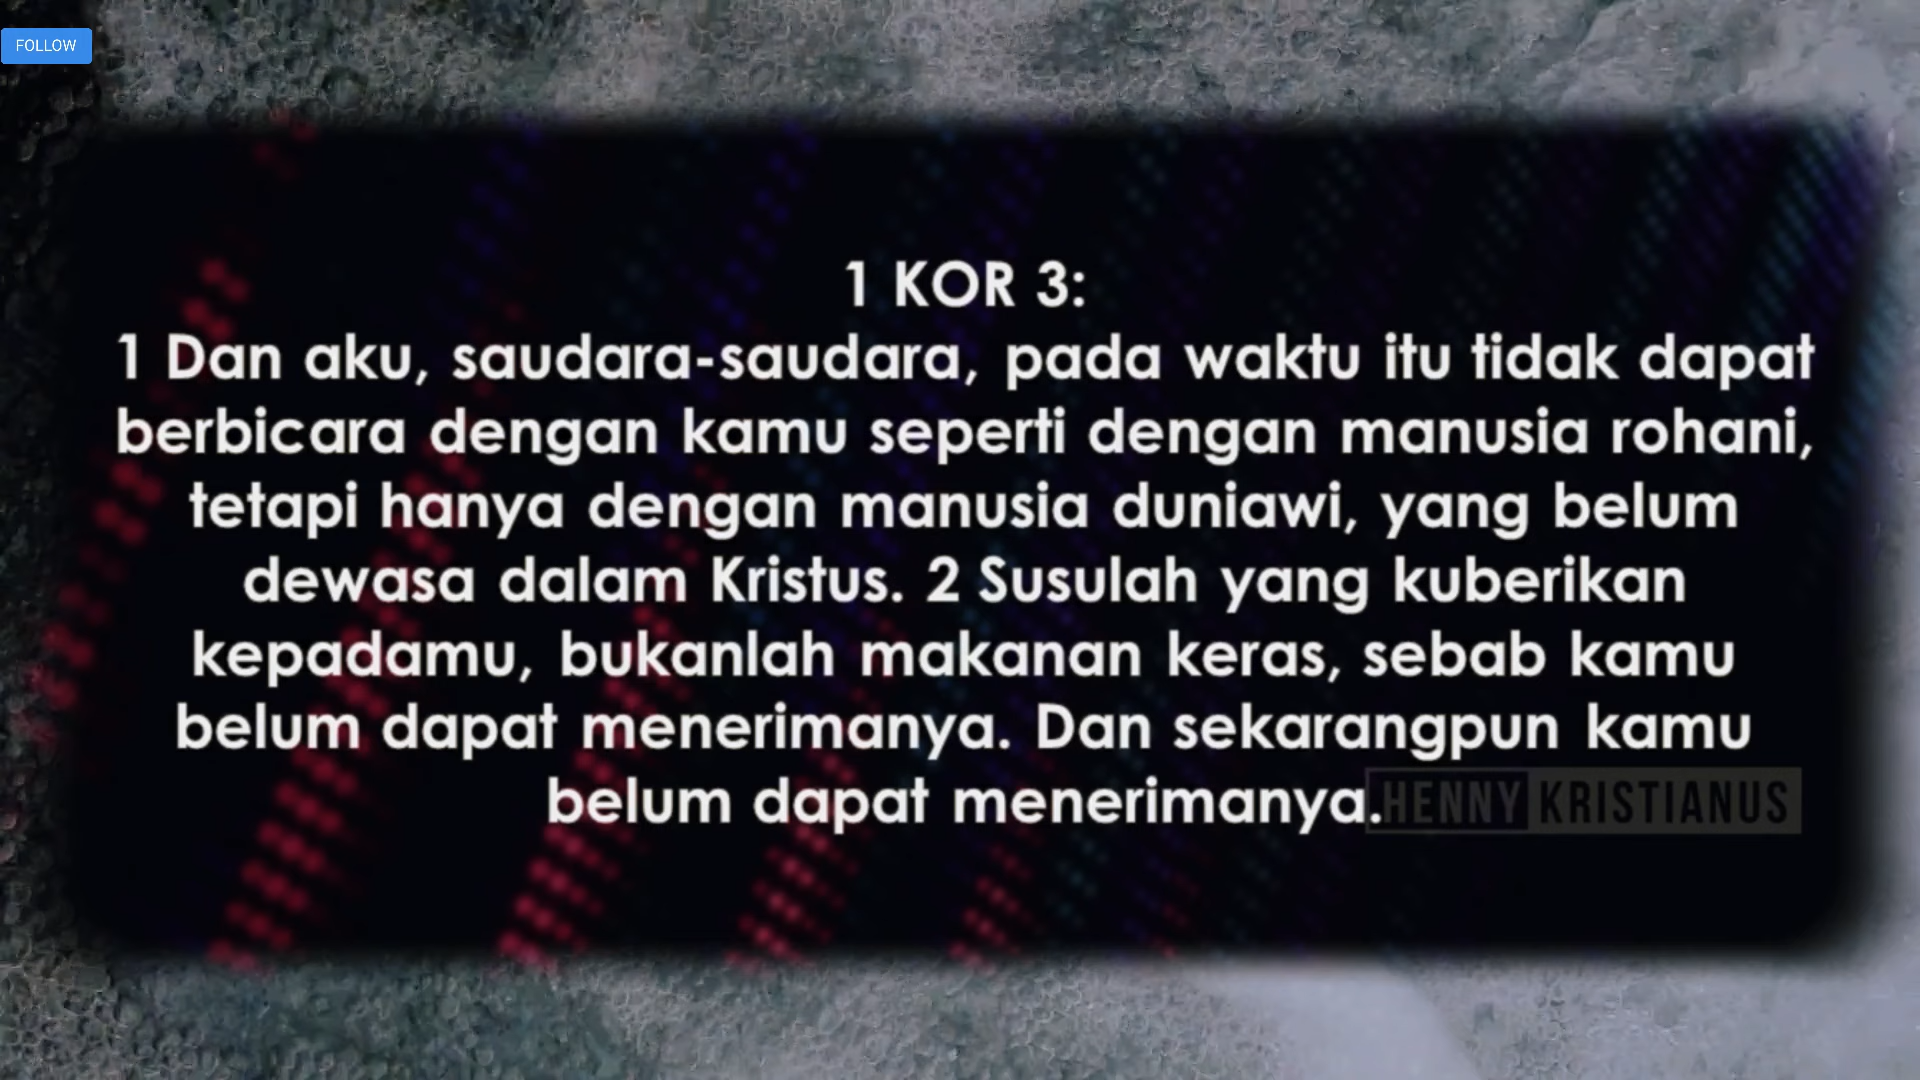 FOLLOW
1 KOR 3:
1 Dan aku, saudara-saudara, pada waktu itu tidak dapat
berbicara dengan kamu seperti dengan manusia rohani,
tetapi hanya dengan manusia duniawi, yang belum
dewasa dalam Kristus. 2 Susulah yang kuberikan
kepadamu, bukanlah makanan keras, sebab kamu
belum dapat menerimanya. Dan sekarangpun kamu
belum dapat menerimanya.
HENNY KRISTIANUS